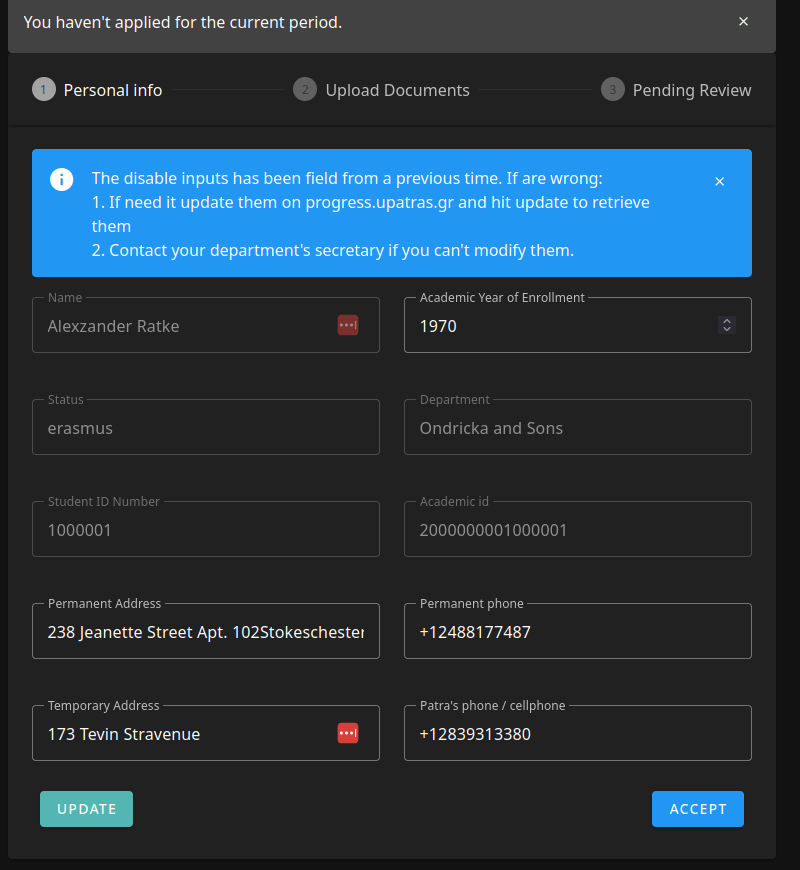 You haven't applied for the current period.
1 Personal info
2 Upload Documents
3 Pending Review
The disable inputs has been field from a previous time. If are wrong:
1. If need it update them on progress.upatras.gr and hit update to retrieve
them
2. Contact your department's secretary if you can't modify them.
Name
Alexzander Ratke
Academic Year of Enrollment
1970
Status
erasmus
Department
Ondricka and Sons
Student ID Number
1000001
Academic id
2000000001000001
Permanent Address
238 Jeanette Street Apt. 102Stokeschester
Permanent phone
+12488177487
Temporary Address
173 Tevin Stravenue
Patra's phone / cellphone
+12839313380
UPDATE
ACCEPT